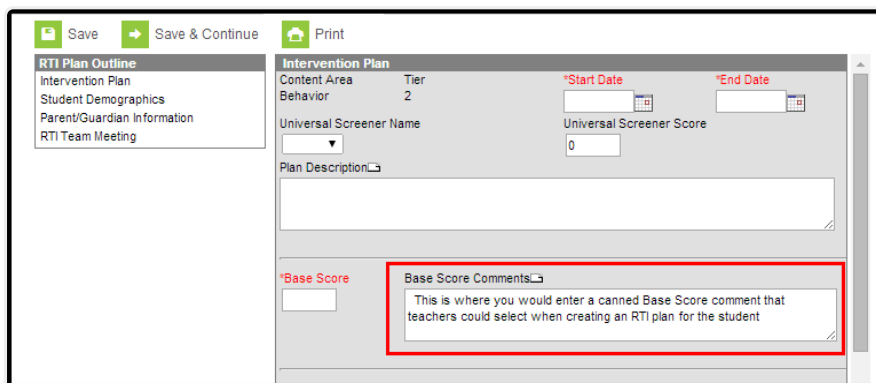 Save Save & Continue Print
RTI Plan Outline
Intervention Plan
Student Demographics
Parent/Guardian Information
RTI Team Meeting
Intervention Plan
Content Area Tier *Start Date *End Date
Behavior 2
Universal Screener Name Universal Screener Score
0
Plan Description
*Base Score Base Score Comments
This is where you would enter a canned Base Score comment that
teachers could select when creating an RTI plan for the student